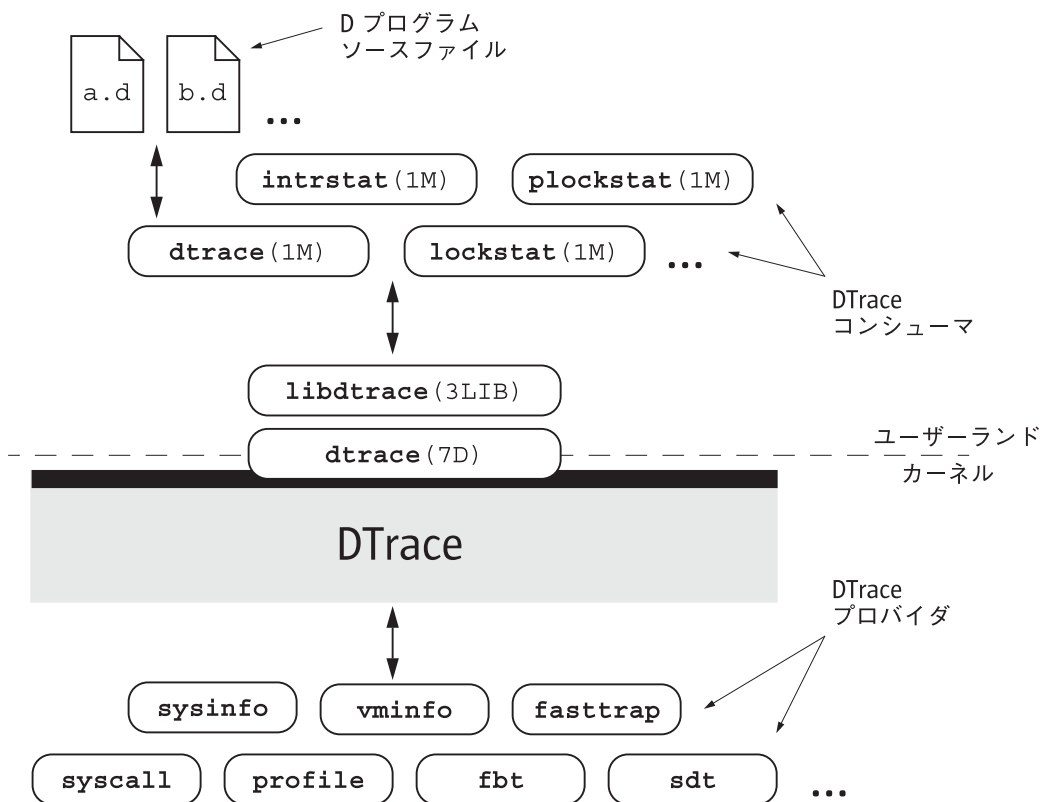 D プログラム
ソースファイル
a.d
b.d
...
intrstat(1M)
plockstat(1M)
dtrace(1M)
lockstat(1M)
...
DTrace
コンシューマ
libdtrace(3LIB)
dtrace(7D)
ユーザーランド
カーネル
DTrace
DTrace
プロバイダ
sysinfo
vminfo
fasttrap
syscall
profile
fbt
sdt
...